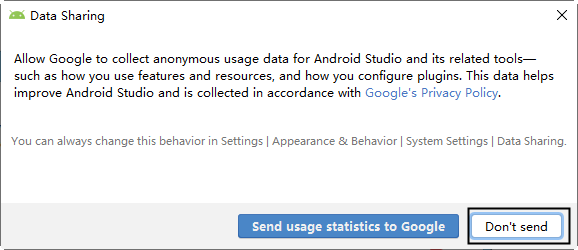 Data Sharing
Allow Google to collect anonymous usage data for Android Studio and its related tools—
such as how you use features and resources, and how you configure plugins. This data helps
improve Android Studio and is collected in accordance with Google's Privacy Policy.
You can always change this behavior in Settings | Appearance & Behavior | System Settings | Data Sharing.
Send usage statistics to Google
Don't send